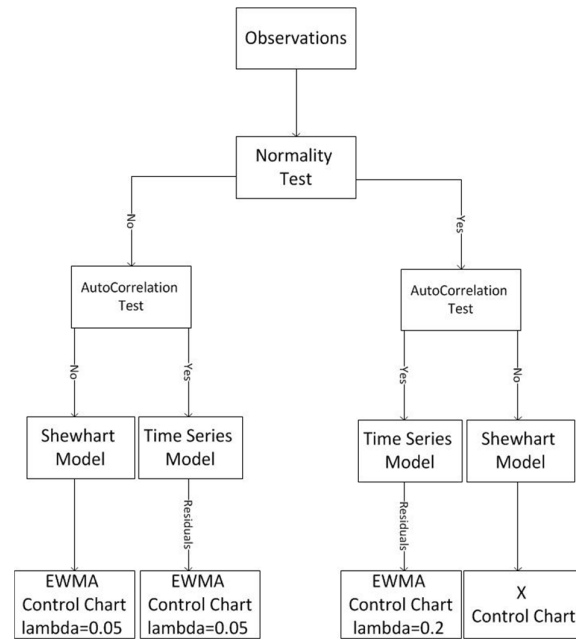 Observations
Normality
Test
No
Yes
AutoCorrelation
Test
AutoCorrelation
Test
No
Yes
Yes
No
Shewhart
Model
Time Series
Model
Time Series
Model
Shewhart
Model
Residuals
Residuals
EWMA
Control Chart
lambda=0.05
EWMA
Control Chart
lambda=0.05
EWMA
Control Chart
lambda=0.2
X
Control Chart